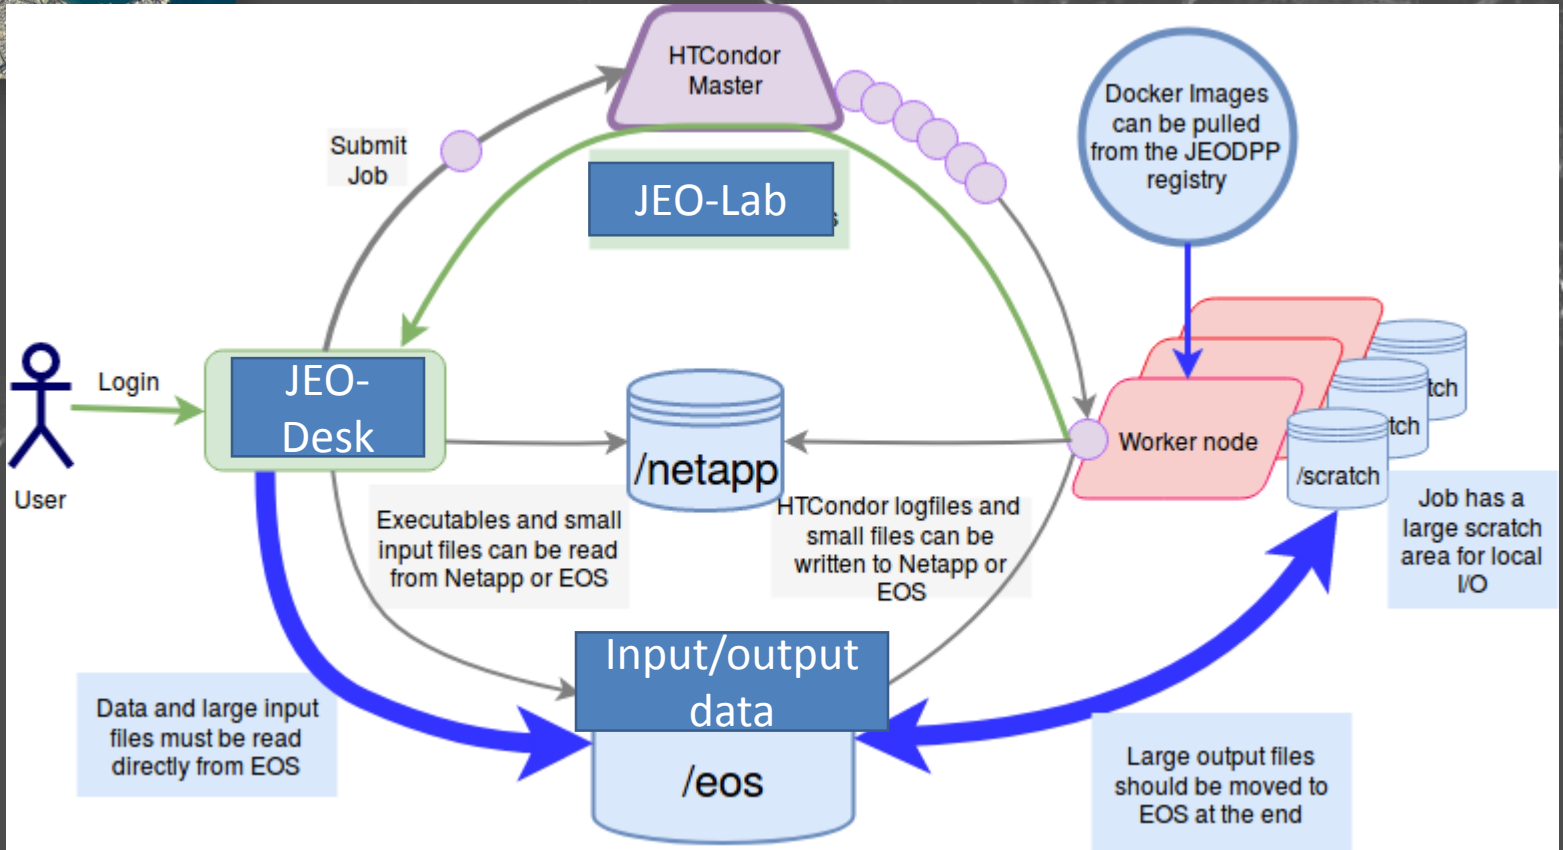 HTCondor
Master
Submit
Job
JEO-Lab
Docker Images
can be pulled
from the JEODPP
registry
Login
User
JEO-
Desk
/netapp
Worker node
/scratch
tch
tch
Executables and small
input files can be read
from Netapp or EOS
HTCondor logfiles and
small files can be
written to Netapp or
EOS
Job has a
large scratch
area for local
I/O
Input/output
data
/eos
Data and large input
files must be read
directly from EOS
Large output files
should be moved to
EOS at the end